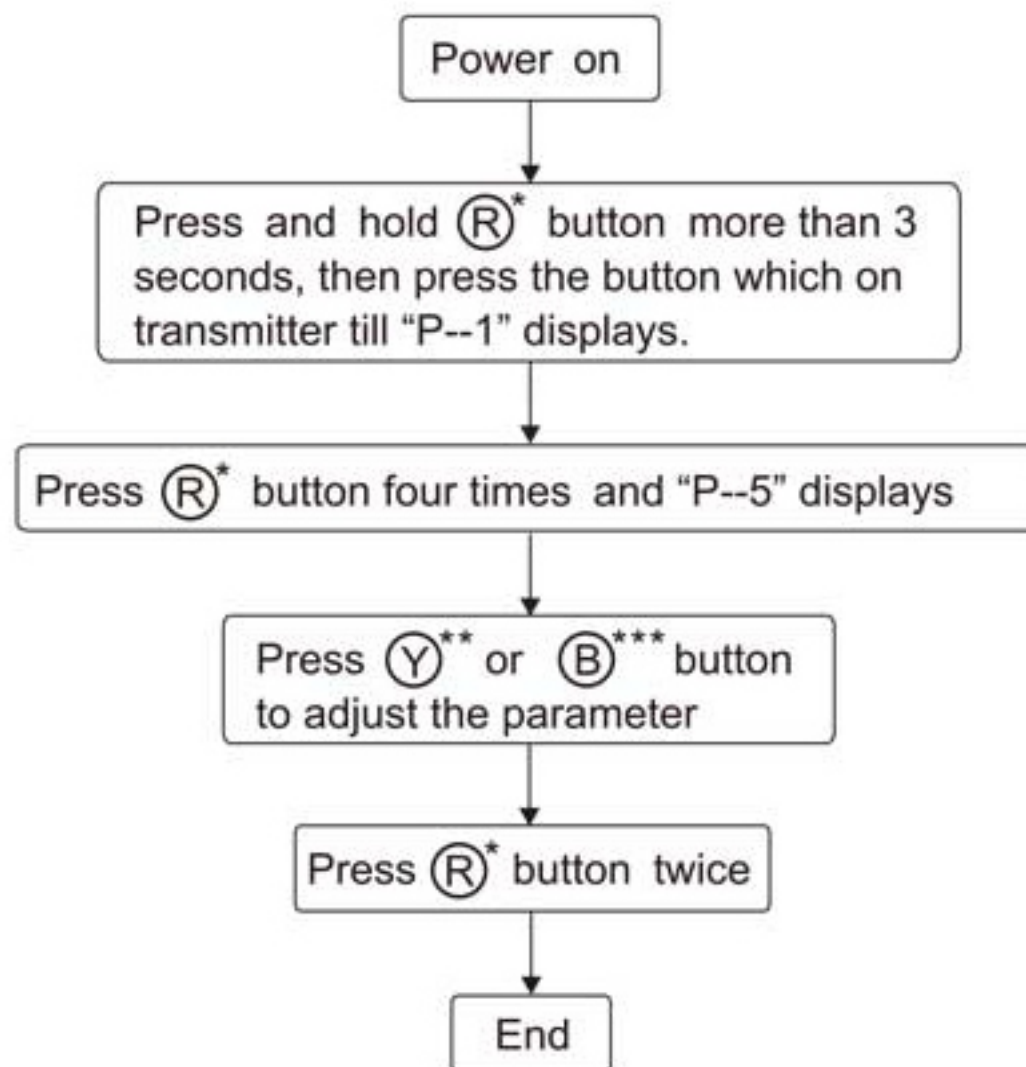 Power on
Press and hold Ⓡ* button more than 3
seconds, then press the button which on
transmitter till “P--1” displays.
Press Ⓡ* button four times and “P--5” displays
Press Ⓨ** or Ⓑ*** button
to adjust the parameter
Press Ⓡ* button twice
End